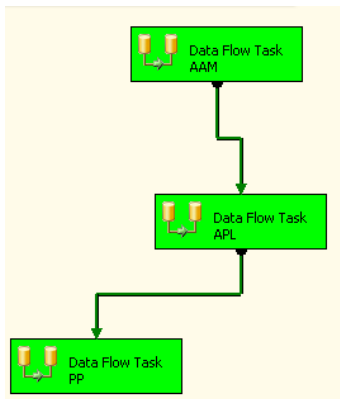 Data Flow Task
AAM
Data Flow Task
APL
Data Flow Task
PP